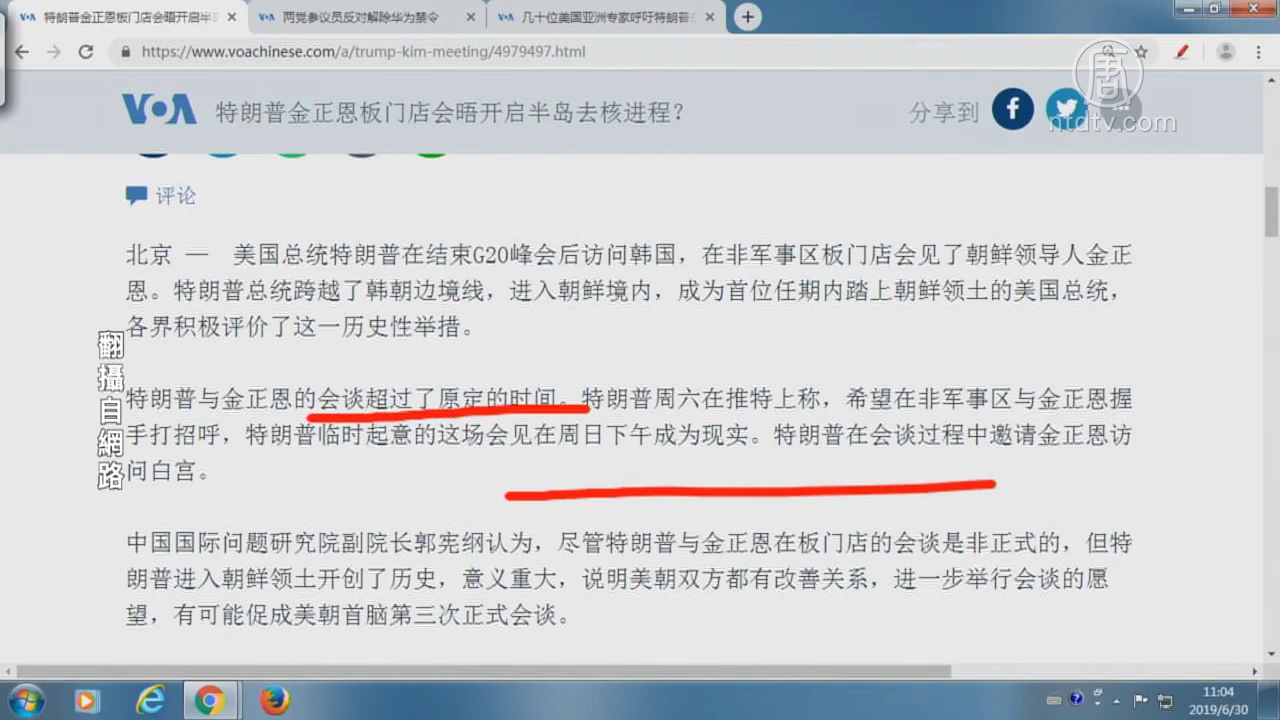 特朗普金正恩板门店会晤开启半
两党参议员反对解除华为禁令
几十位美国亚洲专家呼吁特朗普
https://www.voachinese.com/a/trump-kim-meeting/4979497.html
VOA 特朗普金正恩板门店会晤开启半岛去核进程？ 分享到
唐
ntdtv.com
评论
北京 — 美国总统特朗普在结束G20峰会后访问韩国，在非军事区板门店会见了朝鲜领导人金正
恩。特朗普总统跨越了韩朝边境线，进入朝鲜境内，成为首位任期内踏上朝鲜领土的美国总统，
各界积极评价了这一历史性举措。
翻攝自網路
特朗普与金正恩的会谈超过了原定的时间。特朗普周六在推特上称，希望在非军事区与金正恩握
手打招呼，特朗普临时起意的这场会见在周日下午成为现实。特朗普在会谈过程中邀请金正恩访
问白宫。
中国国际问题研究院副院长郭宪纲认为，尽管特朗普与金正恩在板门店的会谈是非正式的，但特
朗普进入朝鲜领土开创了历史，意义重大，说明美朝双方都有改善关系，进一步举行会谈的愿
望，有可能促成美朝首脑第三次正式会谈。
11:04
2019/6/30